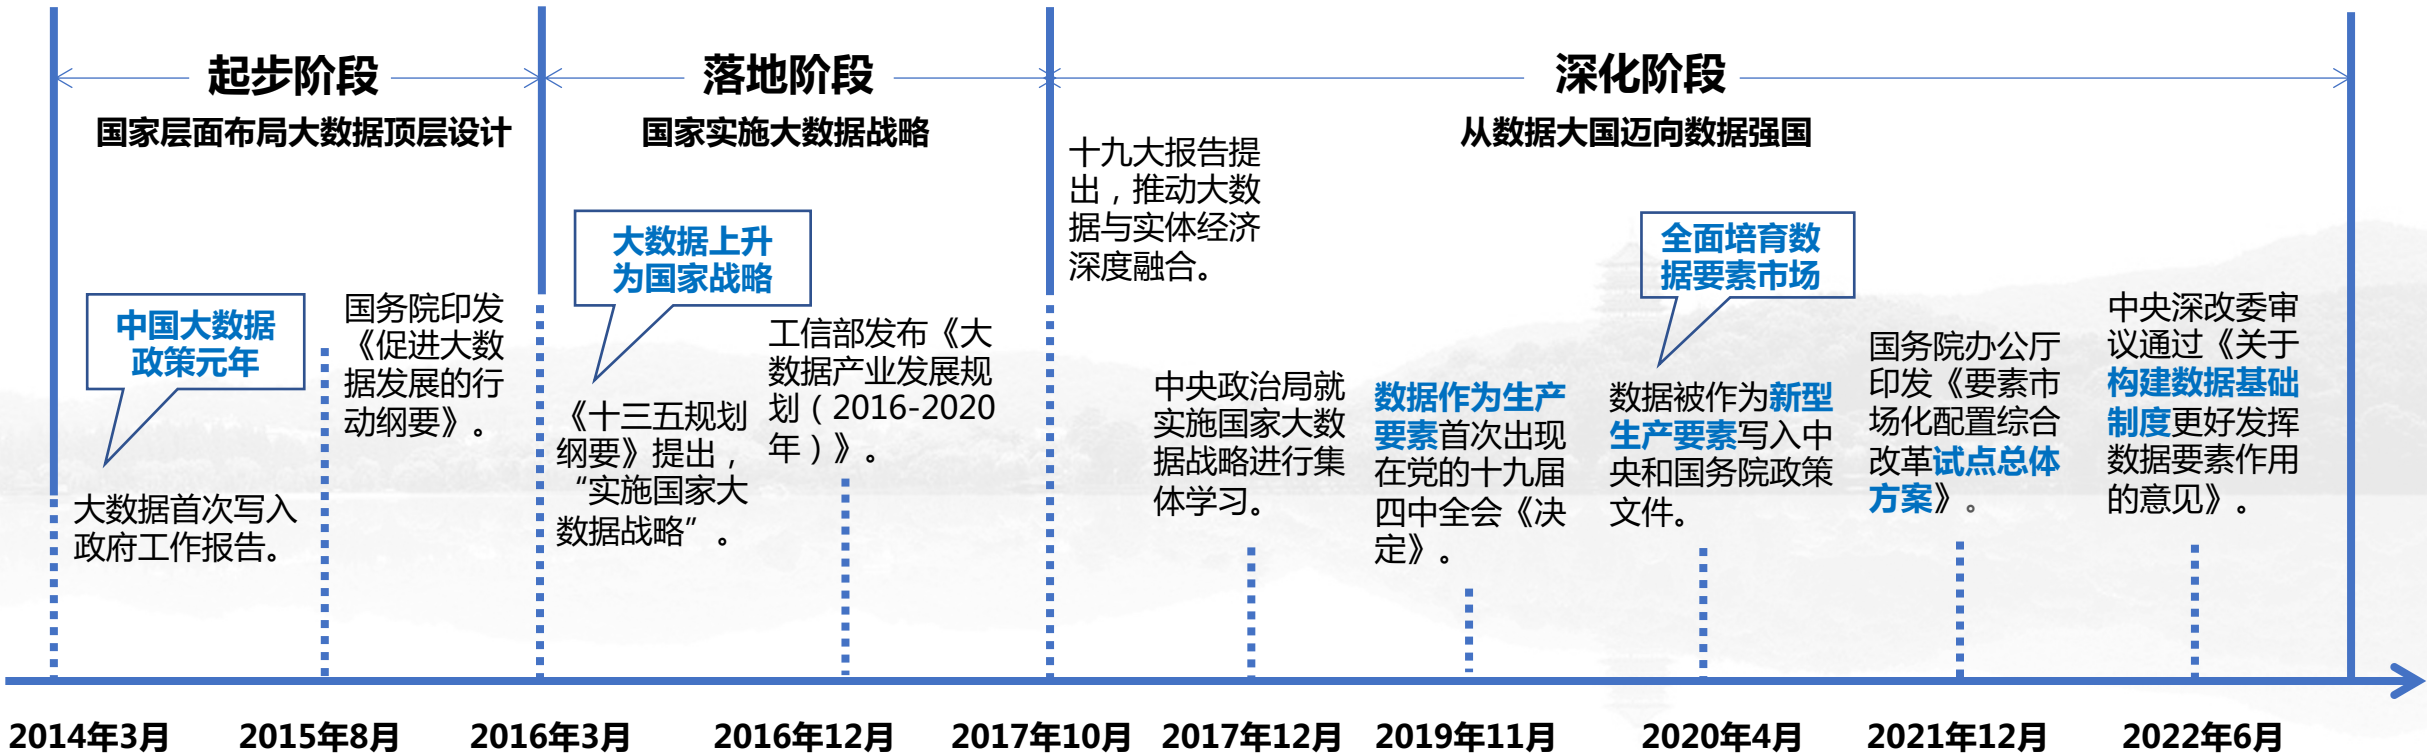 起步阶段
国家层面布局大数据顶层设计
落地阶段
国家实施大数据战略
深化阶段
从数据大国迈向数据强国
中国大数据
政策元年
大数据首次写入
政府工作报告。
国务院印发
《促进大数
据发展的行
动纲要》。
大数据上升
为国家战略
《十三五规划
纲要》提出，
“实施国家大
数据战略”。
工信部发布《大
数据产业发展规
划（2016-2020
年）》。
十九大报告提
出，推动大数
据与实体经济
深度融合。
中央政治局就
实施国家大数
据战略进行集
体学习。
数据作为生产
要素首次出现
在党的十九届
四中全会《决
定》。
全面培育数
据要素市场
数据被作为新型
生产要素写入中
央和国务院政策
文件。
国务院办公厅
印发《要素市
场化配置综合
改革试点总体
方案》。
中央深改委审
议通过《关于
构建数据基础
制度更好发挥
数据要素作用
的意见》。
2014年3月
2015年8月
2016年3月
2016年12月
2017年10月
2017年12月
2019年11月
2020年4月
2021年12月
2022年6月